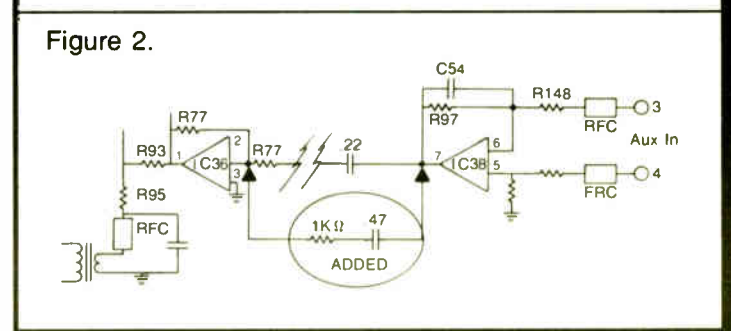 Figure 2.
C54
R148
R97
RFC
3
Aux In
R77
R93
1
IC36
2
3
R77
.22
7
IC38
6
5
FRC
4
R95
RFC
1KΩ
.47
ADDED